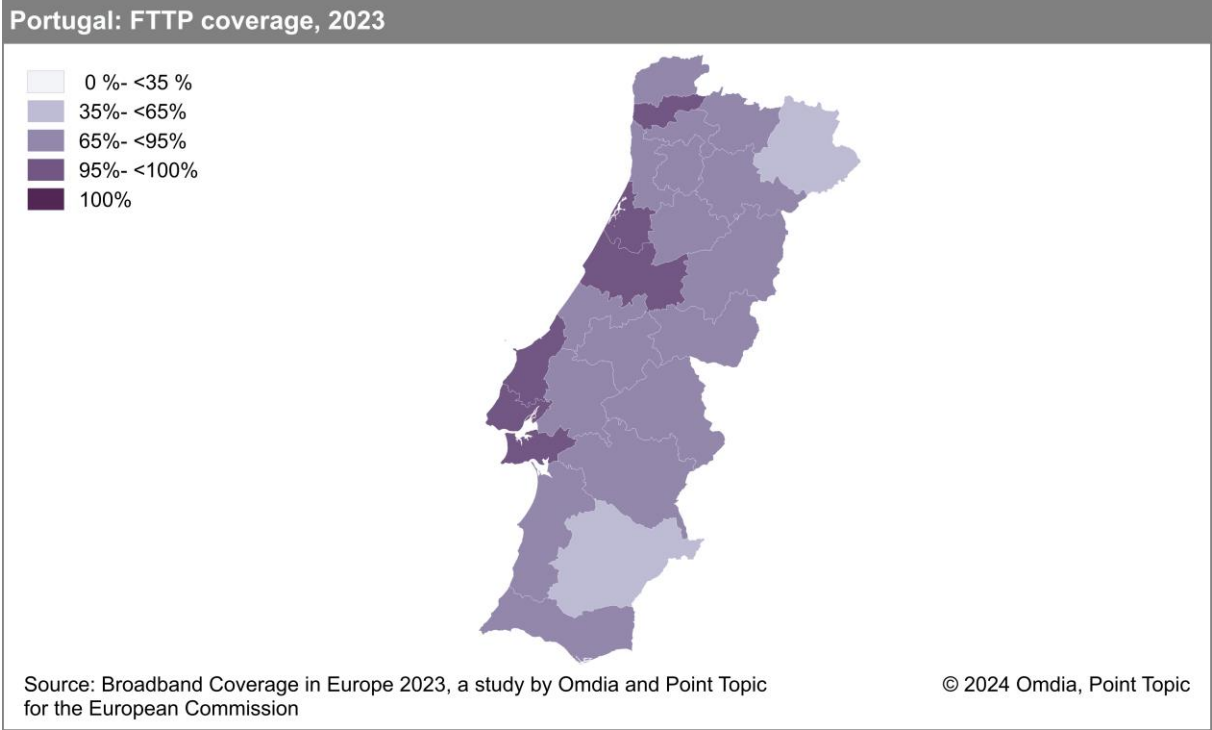 Portugal: FTTP coverage, 2023
0 %- <35 %
35%- <65%
65%- <95%
95%- <100%
100%
Source: Broadband Coverage in Europe 2023, a study by Omdia and Point Topic
for the European Commission
© 2024 Omdia, Point Topic